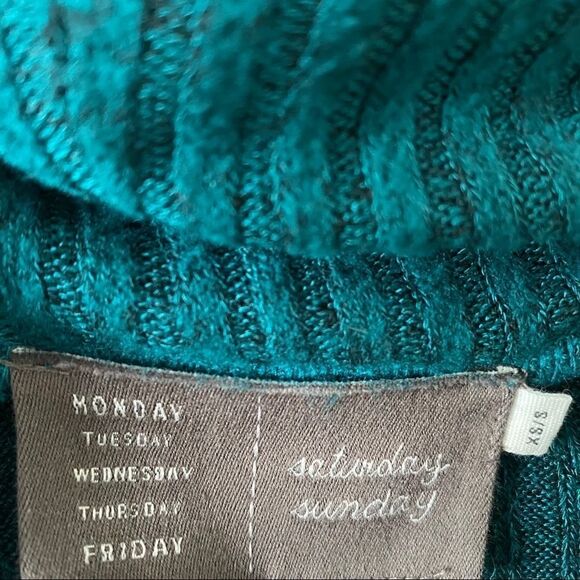 MONDAY
TUESDAY
WEDNESDAY
THURSDAY
FRIDAY
saturday
sunday
XS/S